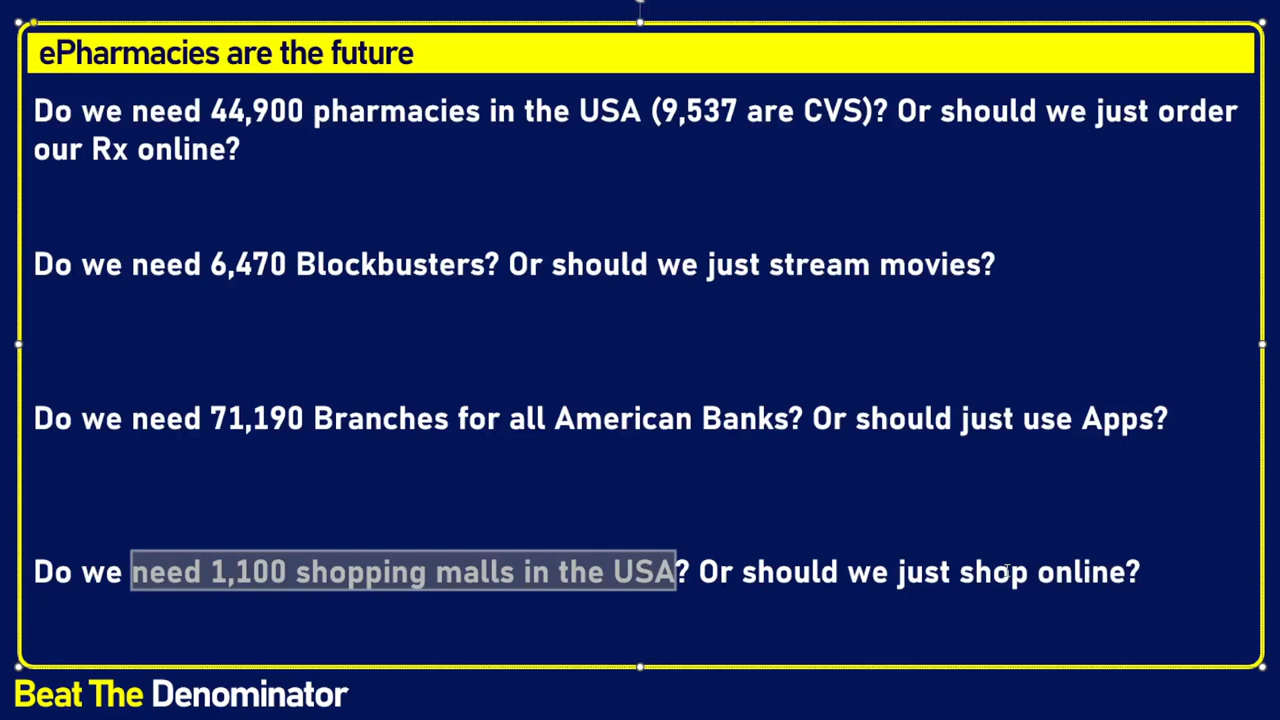 ePharmacies are the future
Do we need 44,900 pharmacies in the USA (9,537 are CVS)? Or should we just order
our Rx online?
Do we need 6,470 Blockbusters? Or should we just stream movies?
Do we need 71,190 Branches for all American Banks? Or should just use Apps?
Do we need 1,100 shopping malls in the USA? Or should we just shop online?
Beat The Denominator